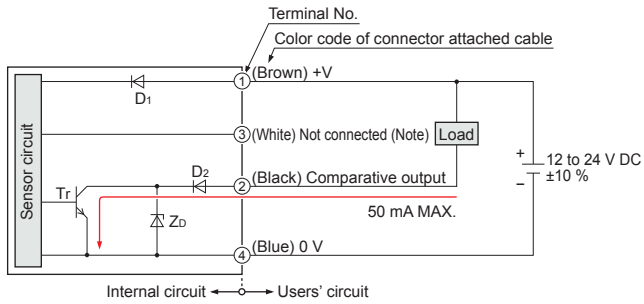 Terminal No.
Color code of connector attached cable
1 (Brown) +V
D1
3 (White) Not connected (Note) Load
Sensor circuit
+ 12 to 24 V DC
− ±10 %
D2
2 (Black) Comparative output
Tr
ZD
50 mA MAX.
4 (Blue) 0 V
Internal circuit Users' circuit